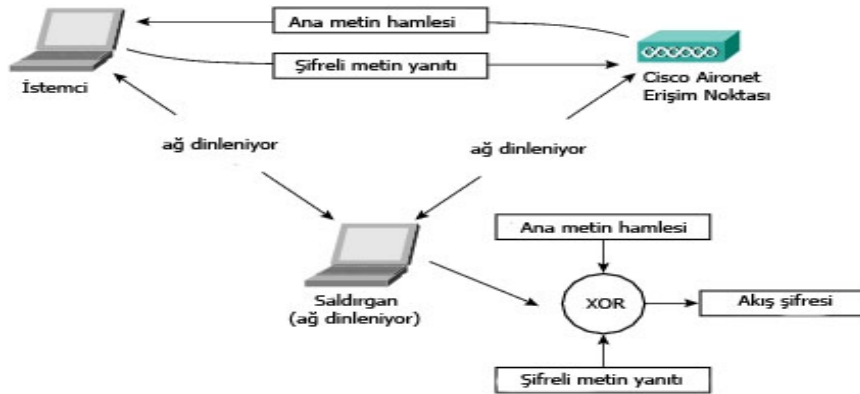 Ana metin hamlesi
Şifreli metin yanıtı
İstemci
Cisco Aironet
Erişim Noktası
ağ dinleniyor
ağ dinleniyor
Ana metin hamlesi
Saldırgan
(ağ dinleniyor)
XOR
Akış şifresi
Şifreli metin yanıtı